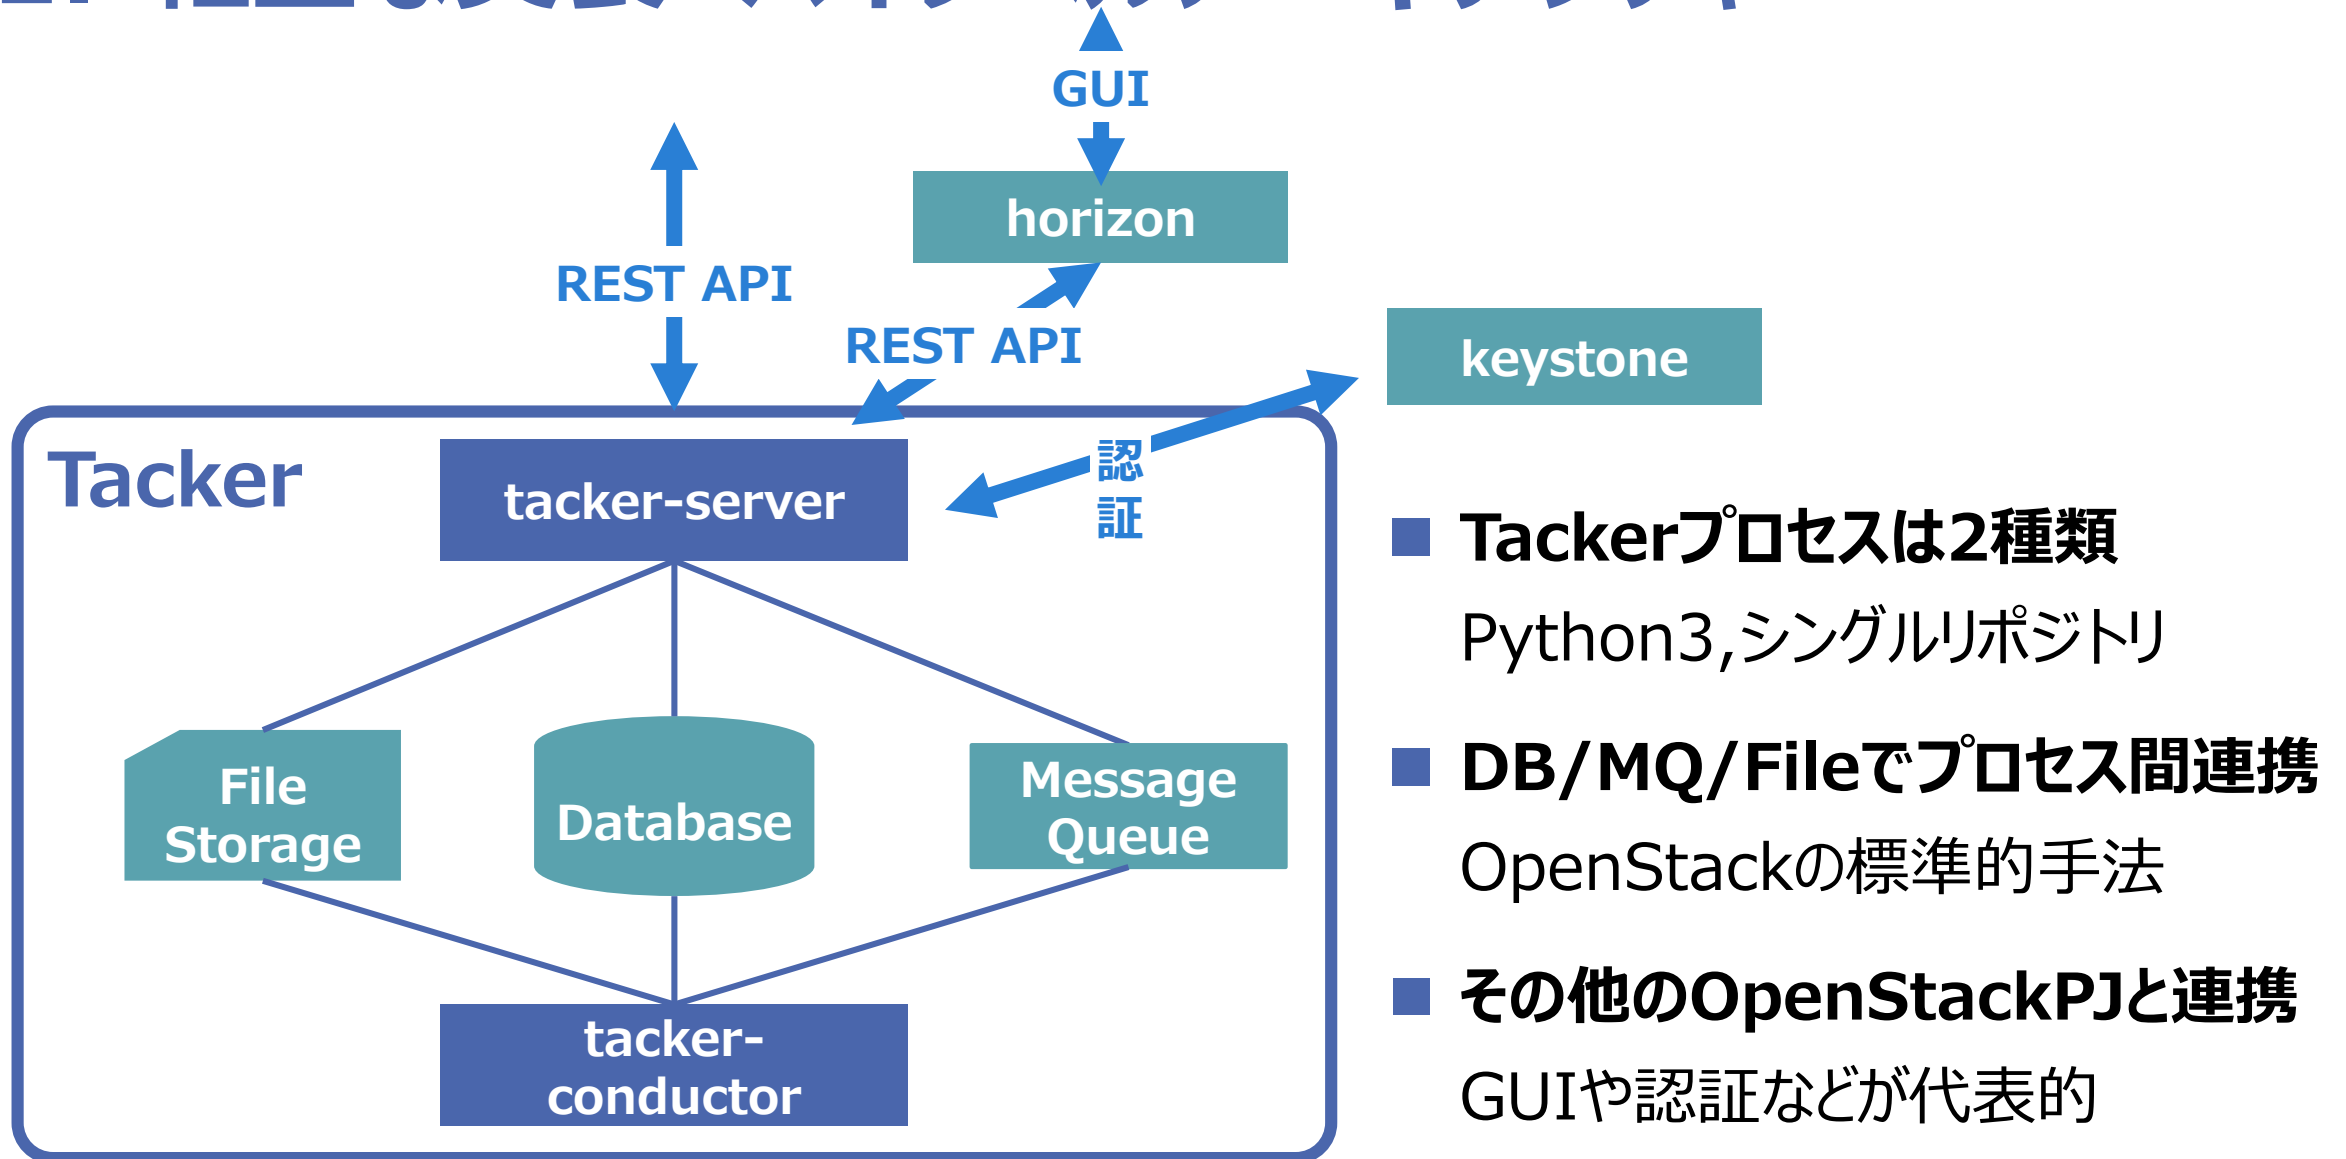 GUI
horizon
REST API
REST API
keystone
認
証
Tacker
tacker-server
File
Storage
Database
Message
Queue
tacker-
conductor
Tackerプロセスは2種類
Python3,シングルリポジトリ
DB/MQ/Fileでプロセス間連携
OpenStackの標準的手法
その他のOpenStackPJと連携
GUIや認証などが代表的